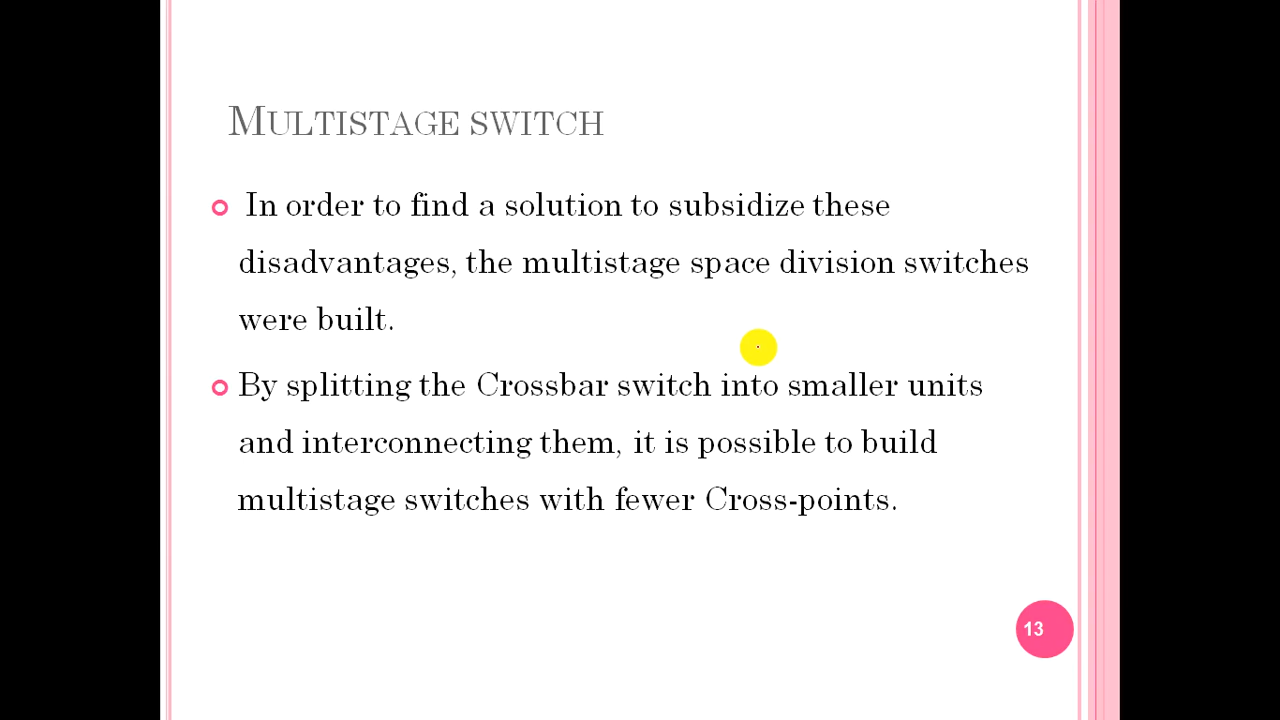 MULTISTAGE SWITCH
In order to find a solution to subsidize these
disadvantages, the multistage space division switches
were built.
By splitting the Crossbar switch into smaller units
and interconnecting them, it is possible to build
multistage switches with fewer Cross-points.
13